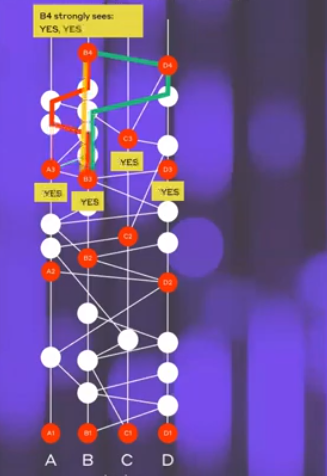 B4 strongly sees:
YES, YES
B4
D4
C3
A3
D3
YES
B3
YES
YES
YES
C2
B2
A2
D2
A1
B1
C1
D1
A B C D